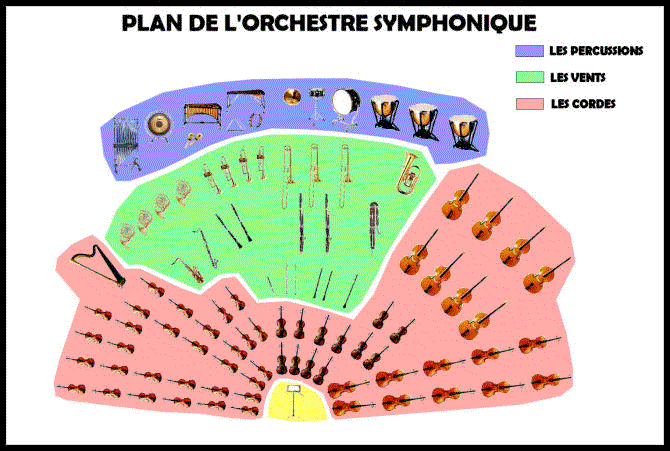 PLAN DE L'ORCHESTRE SYMPHONIQUE
LES PERCUSSIONS
LES VENTS
LES CORDES